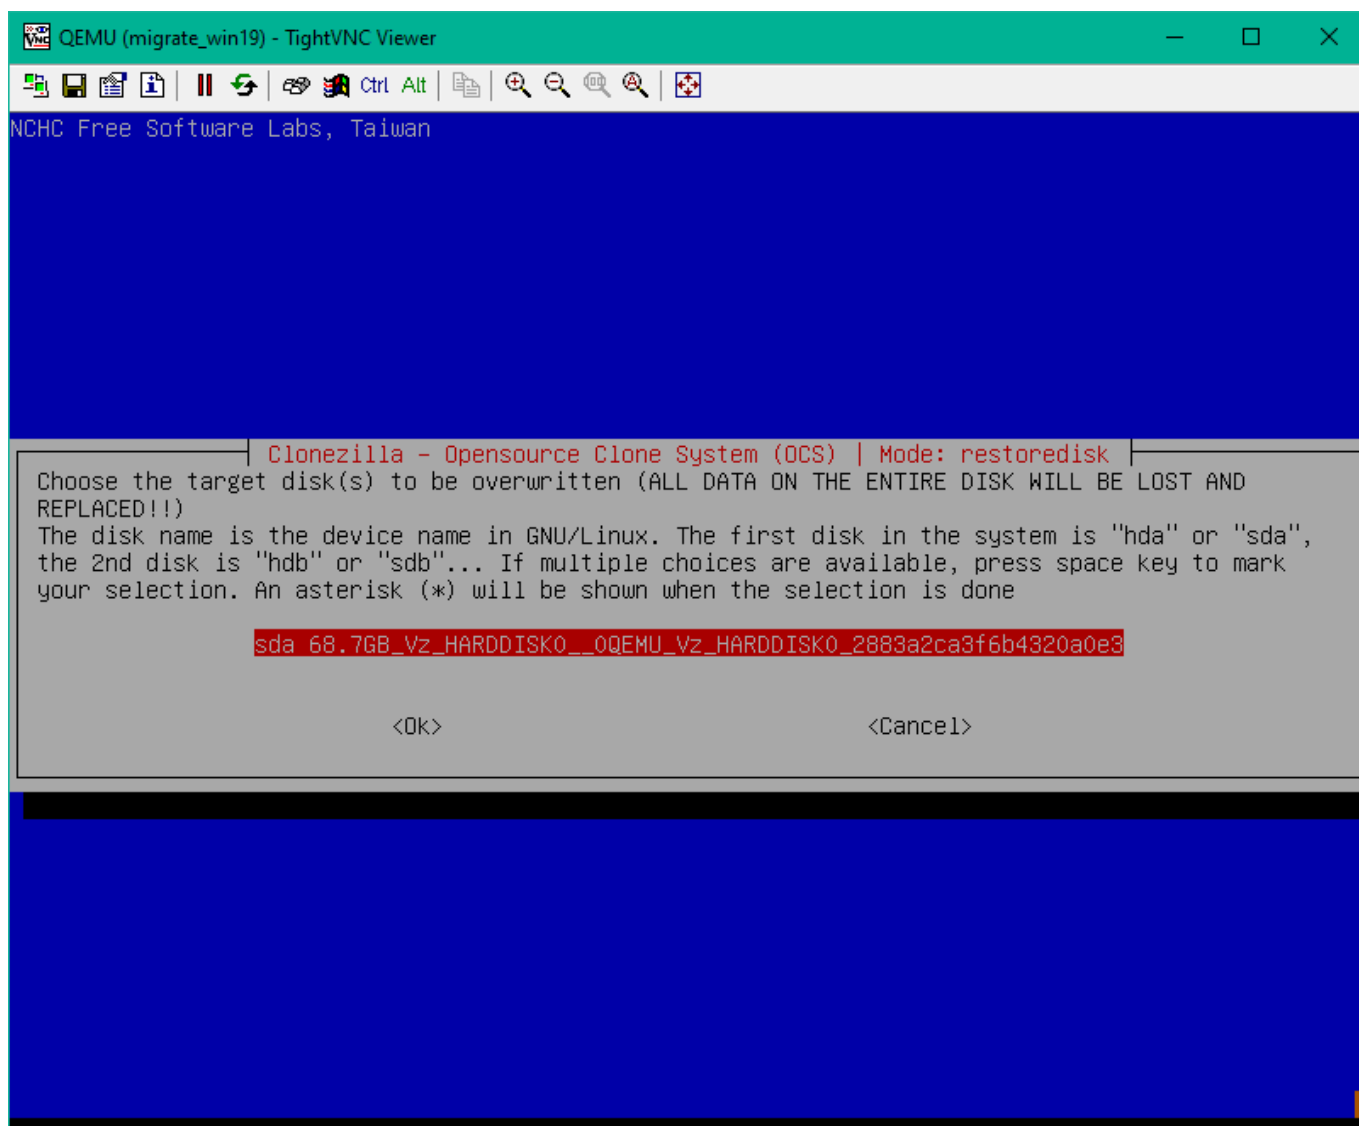 QEMU (migrate_win19) - TightVNC Viewer
Ctrl Alt
NCHC Free Software Labs, Taiwan
Clonezilla - Opensource Clone System (OCS) | Mode: restoredisk
Choose the target disk(s) to be overwritten (ALL DATA ON THE ENTIRE DISK WILL BE LOST AND
REPLACED!!)
The disk name is the device name in GNU/Linux. The first disk in the system is "hda" or "sda",
the 2nd disk is "hdb" or "sdb"... If multiple choices are available, press space key to mark
your selection. An asterisk (*) will be shown when the selection is done
sda 68.7GB_Vz_HARDDISK0__0QEMU_Vz_HARDDISK0_2883a2ca3f6b4320a0e3
<Ok> <Cancel>